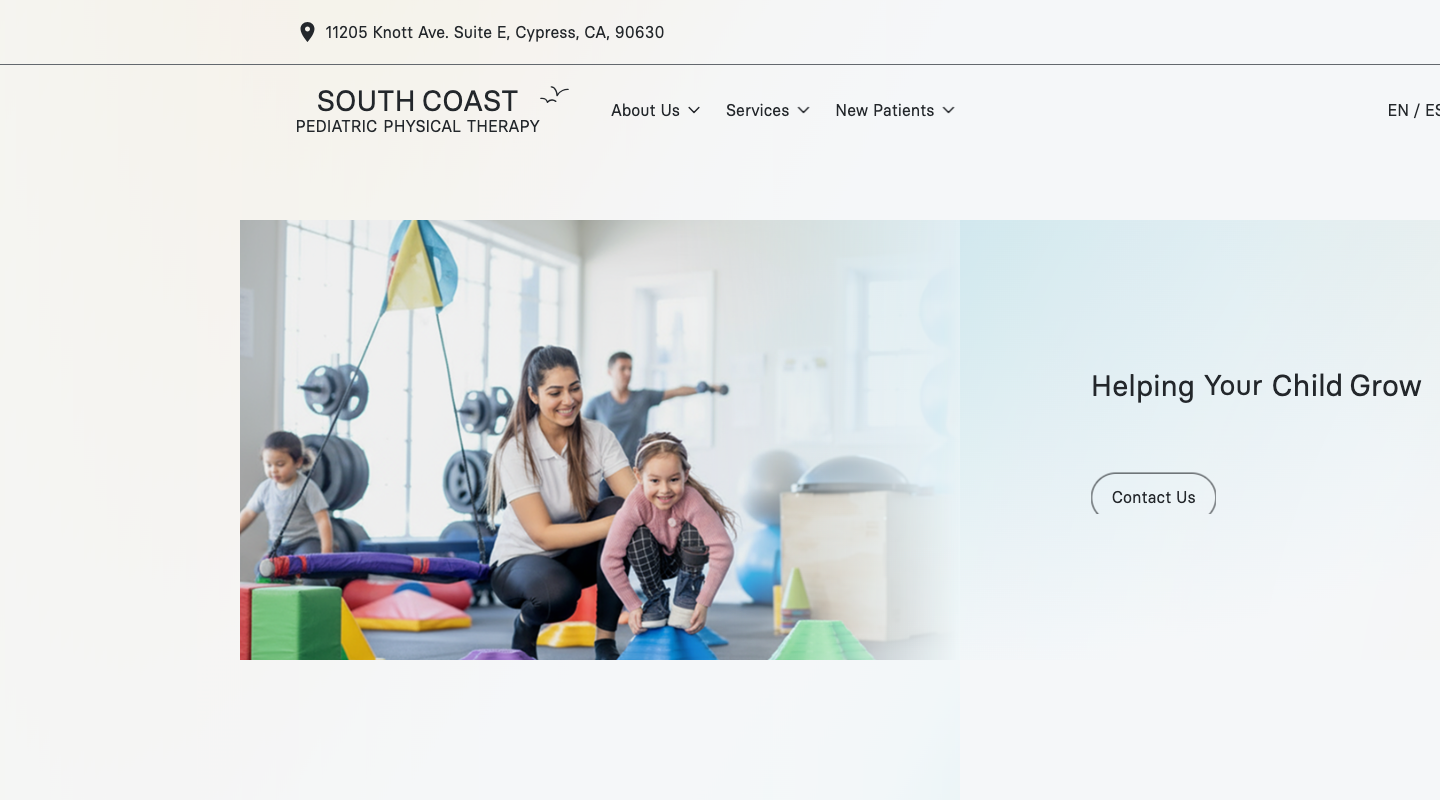 11205 Knott Ave. Suite E, Cypress, CA, 90630
SOUTH COAST
PEDIATRIC PHYSICAL THERAPY
About Us
Services
New Patients
EN / ES
Helping Your Child Grow
Contact Us